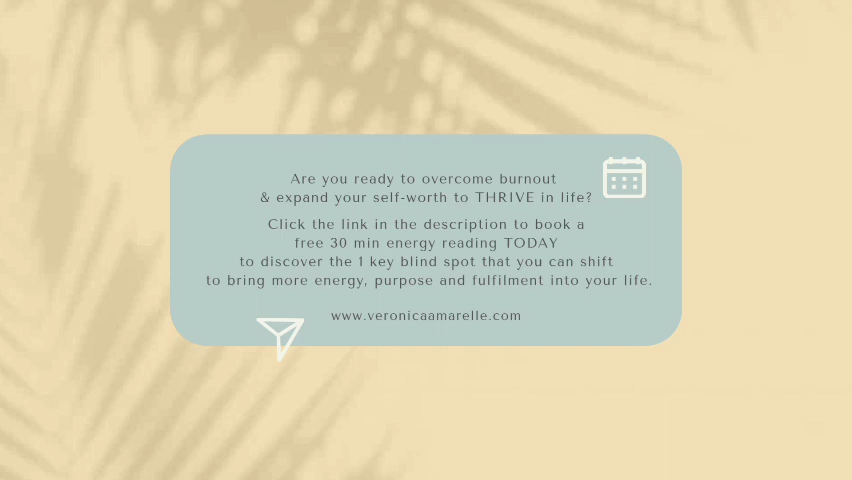 Are you ready to overcome burnout
& expand your self-worth to THRIVE in life?
Click the link in the description to book a
free 30 min energy reading TODAY
to discover the 1 key blind spot that you can shift
to bring more energy, purpose and fulfilment into your life.
www.veronicaamarelle.com